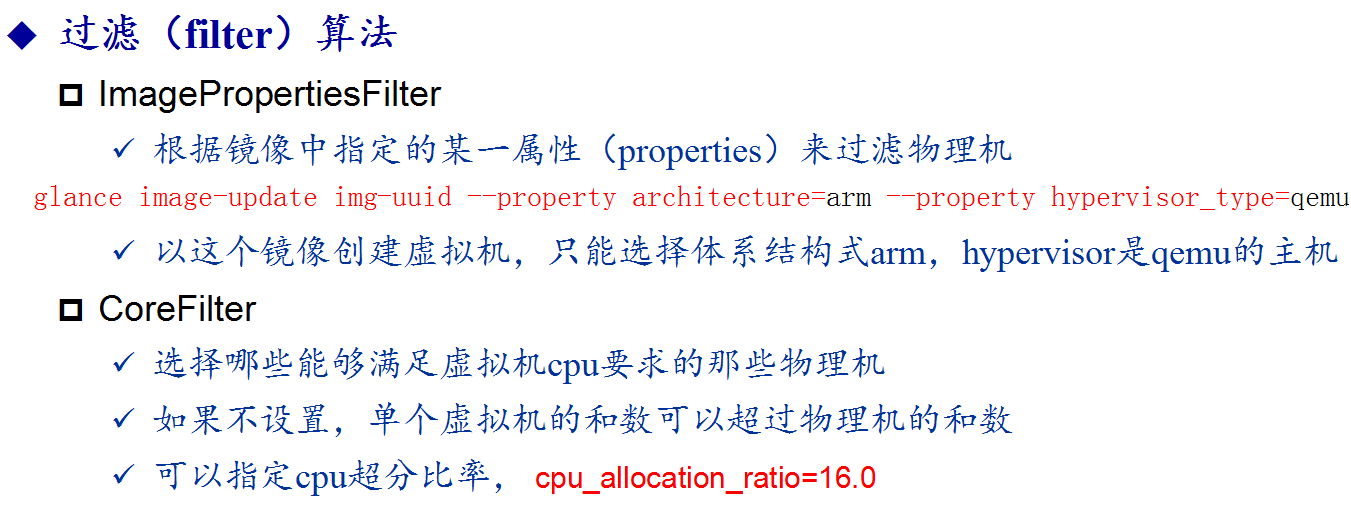 过滤（filter）算法
ImagePropertiesFilter
根据镜像中指定的某一属性（properties）来过滤物理机
glance image-update img-uuid --property architecture=arm --property hypervisor_type=qemu
以这个镜像创建虚拟机，只能选择体系结构式arm，hypervisor是qemu的主机
CoreFilter
选择哪些能够满足虚拟机cpu要求的那些物理机
如果不设置，单个虚拟机的和数可以超过物理机的和数
可以指定cpu超分比率， cpu_allocation_ratio=16.0